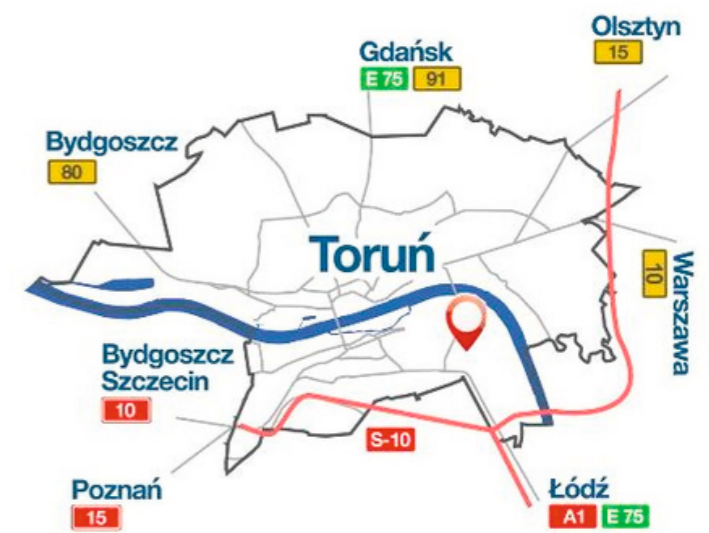 Olsztyn
15
Gdańsk
E 75 91
Bydgoszcz
80
Toruń
10
Warszawa
Bydgoszcz
Szczecin
10
S-10
Poznań
15
Łódź
A1 E 75